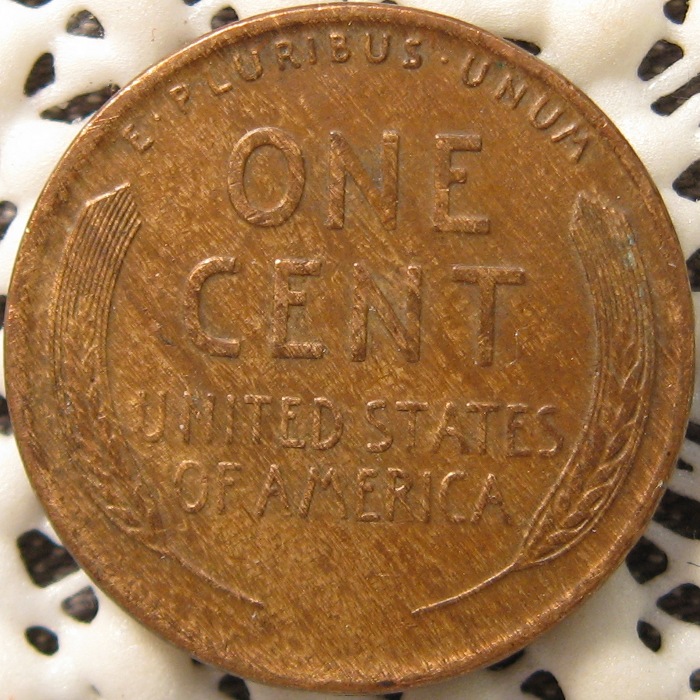 E·PLURIBUS·UNUM
ONE
CENT
UNITED STATES
OF AMERICA